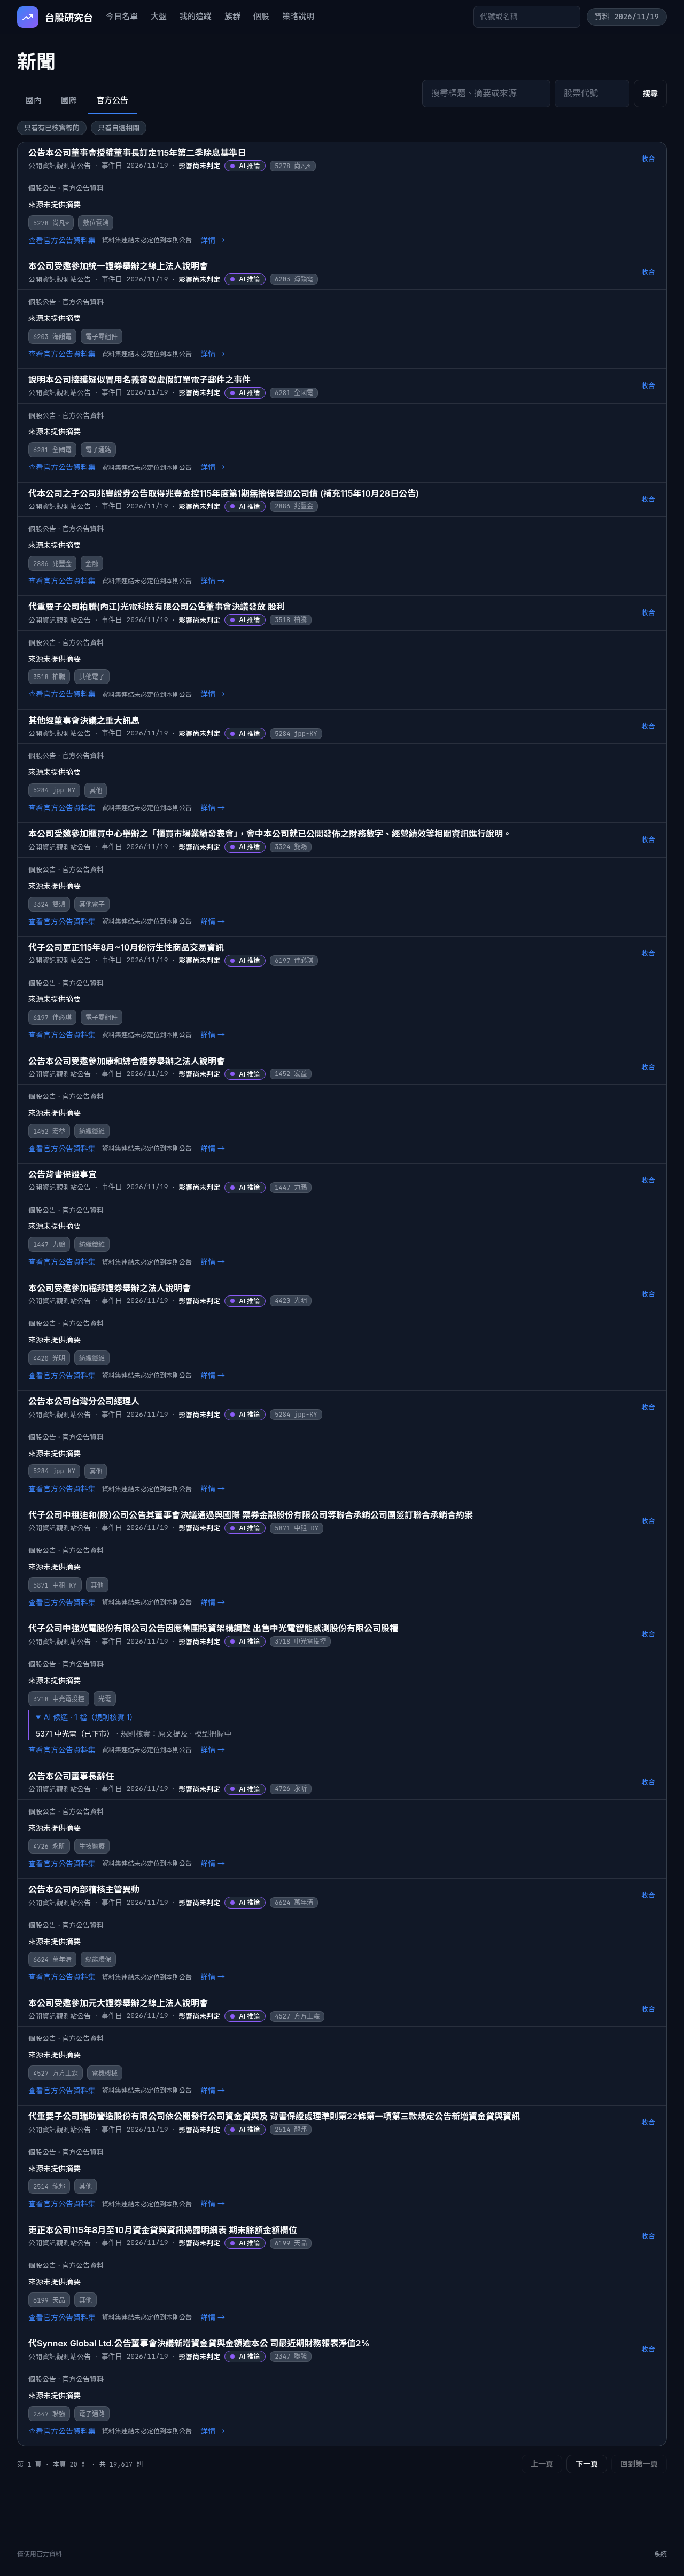 台股研究台 今日名單 大盤 我的追蹤 族群 個股 策略說明 代號或名稱 資料 2026/11/19
新聞
國內 國際 官方公告 搜尋標題、摘要或來源 股票代號 搜尋
只看有已核實標的 只看自選相關
公告本公司董事會授權董事長訂定115年第二季除息基準日 收合
公開資訊觀測站公告 · 事件日 2026/11/19 · 影響尚未判定 AI 推論 5278 尚凡*
個股公告 · 官方公告資料
來源未提供摘要
5278 尚凡* 數位雲端
查看官方公告資料集 資料集連結未必定位到本則公告 詳情 →
本公司受邀參加統一證券舉辦之線上法人說明會 收合
公開資訊觀測站公告 · 事件日 2026/11/19 · 影響尚未判定 AI 推論 6283 海韻電
個股公告 · 官方公告資料
來源未提供摘要
6283 海韻電 電子零組件
查看官方公告資料集 資料集連結未必定位到本則公告 詳情 →
說明本公司接獲疑似冒用名義寄發虛假訂單電子郵件之事件 收合
公開資訊觀測站公告 · 事件日 2026/11/19 · 影響尚未判定 AI 推論 6281 全國電
個股公告 · 官方公告資料
來源未提供摘要
6281 全國電 電子通路
查看官方公告資料集 資料集連結未必定位到本則公告 詳情 →
代本公司之子公司兆豐證券公告取得兆豐金控115年度第1期無擔保普通公司債 (補充115年10月28日公告) 收合
公開資訊觀測站公告 · 事件日 2026/11/19 · 影響尚未判定 AI 推論 2886 兆豐金
個股公告 · 官方公告資料
來源未提供摘要
2886 兆豐金 金融
查看官方公告資料集 資料集連結未必定位到本則公告 詳情 →
代重要子公司柏騰(內江)光電科技有限公司公告董事會決議發放 股利 收合
公開資訊觀測站公告 · 事件日 2026/11/19 · 影響尚未判定 AI 推論 3518 柏騰
個股公告 · 官方公告資料
來源未提供摘要
3518 柏騰 其他電子
查看官方公告資料集 資料集連結未必定位到本則公告 詳情 →
其他經董事會決議之重大訊息 收合
公開資訊觀測站公告 · 事件日 2026/11/19 · 影響尚未判定 AI 推論 5284 jpp-KY
個股公告 · 官方公告資料
來源未提供摘要
5284 jpp-KY 其他
查看官方公告資料集 資料集連結未必定位到本則公告 詳情 →
本公司受邀參加櫃買中心舉辦之「櫃買市場業績發表會」，會中本公司就已公開發佈之財務數字、經營績效等相關資訊進行說明。 收合
公開資訊觀測站公告 · 事件日 2026/11/19 · 影響尚未判定 AI 推論 3324 雙鴻
個股公告 · 官方公告資料
來源未提供摘要
3324 雙鴻 其他電子
查看官方公告資料集 資料集連結未必定位到本則公告 詳情 →
代子公司更正115年8月~10月份衍生性商品交易資訊 收合
公開資訊觀測站公告 · 事件日 2026/11/19 · 影響尚未判定 AI 推論 6197 佳必琪
個股公告 · 官方公告資料
來源未提供摘要
6197 佳必琪 電子零組件
查看官方公告資料集 資料集連結未必定位到本則公告 詳情 →
公告本公司受邀參加康和綜合證券舉辦之法人說明會 收合
公開資訊觀測站公告 · 事件日 2026/11/19 · 影響尚未判定 AI 推論 1452 宏益
個股公告 · 官方公告資料
來源未提供摘要
1452 宏益 紡織纖維
查看官方公告資料集 資料集連結未必定位到本則公告 詳情 →
公告背書保證事宜 收合
公開資訊觀測站公告 · 事件日 2026/11/19 · 影響尚未判定 AI 推論 1447 力鵬
個股公告 · 官方公告資料
來源未提供摘要
1447 力鵬 紡織纖維
查看官方公告資料集 資料集連結未必定位到本則公告 詳情 →
本公司受邀參加福邦證券舉辦之法人說明會 收合
公開資訊觀測站公告 · 事件日 2026/11/19 · 影響尚未判定 AI 推論 4420 光明
個股公告 · 官方公告資料
來源未提供摘要
4420 光明 紡織纖維
查看官方公告資料集 資料集連結未必定位到本則公告 詳情 →
公告本公司台灣分公司經理人 收合
公開資訊觀測站公告 · 事件日 2026/11/19 · 影響尚未判定 AI 推論 5284 jpp-KY
個股公告 · 官方公告資料
來源未提供摘要
5284 jpp-KY 其他
查看官方公告資料集 資料集連結未必定位到本則公告 詳情 →
代子公司中租迪和(股)公司公告其董事會決議通過與國際 票券金融股份有限公司等聯合承銷公司團簽訂聯合承銷合約案 收合
公開資訊觀測站公告 · 事件日 2026/11/19 · 影響尚未判定 AI 推論 5871 中租-KY
個股公告 · 官方公告資料
來源未提供摘要
5871 中租-KY 其他
查看官方公告資料集 資料集連結未必定位到本則公告 詳情 →
代子公司中強光電股份有限公司公告因應集團投資架構調整 出售中光電智能感測股份有限公司股權 收合
公開資訊觀測站公告 · 事件日 2026/11/19 · 影響尚未判定 AI 推論 3718 中光電投控
個股公告 · 官方公告資料
來源未提供摘要
3718 中光電投控 光電
▼ AI 候選 · 1 檔（規則核實 1）
5371 中光電（已下市） · 規則核實：原文提及 · 模型把握中
查看官方公告資料集 資料集連結未必定位到本則公告 詳情 →
公告本公司董事長辭任 收合
公開資訊觀測站公告 · 事件日 2026/11/19 · 影響尚未判定 AI 推論 4726 永昕
個股公告 · 官方公告資料
來源未提供摘要
4726 永昕 生技醫療
查看官方公告資料集 資料集連結未必定位到本則公告 詳情 →
公告本公司內部稽核主管異動 收合
公開資訊觀測站公告 · 事件日 2026/11/19 · 影響尚未判定 AI 推論 6624 萬年清
個股公告 · 官方公告資料
來源未提供摘要
6624 萬年清 綠能環保
查看官方公告資料集 資料集連結未必定位到本則公告 詳情 →
本公司受邀參加元大證券舉辦之線上法人說明會 收合
公開資訊觀測站公告 · 事件日 2026/11/19 · 影響尚未判定 AI 推論 4527 方方土霖
個股公告 · 官方公告資料
來源未提供摘要
4527 方方土霖 電機機械
查看官方公告資料集 資料集連結未必定位到本則公告 詳情 →
代重要子公司瑞助營造股份有限公司依公開發行公司資金貸與及 背書保證處理準則第22條第一項第三款規定公告新增資金貸與資訊 收合
公開資訊觀測站公告 · 事件日 2026/11/19 · 影響尚未判定 AI 推論 2514 龍邦
個股公告 · 官方公告資料
來源未提供摘要
2514 龍邦 其他
查看官方公告資料集 資料集連結未必定位到本則公告 詳情 →
更正本公司115年8月至10月資金貸與資訊揭露明細表 期末餘額金額欄位 收合
公開資訊觀測站公告 · 事件日 2026/11/19 · 影響尚未判定 AI 推論 6199 天品
個股公告 · 官方公告資料
來源未提供摘要
6199 天品 其他
查看官方公告資料集 資料集連結未必定位到本則公告 詳情 →
代Synnex Global Ltd.公告董事會決議新增資金貸與金額逾本公 司最近期財務報表淨值2% 收合
公開資訊觀測站公告 · 事件日 2026/11/19 · 影響尚未判定 AI 推論 2347 聯強
個股公告 · 官方公告資料
來源未提供摘要
2347 聯強 電子通路
查看官方公告資料集 資料集連結未必定位到本則公告 詳情 →
第 1 頁 · 本頁 20 則 · 共 19,617 則 上一頁 下一頁 回到第一頁
僅使用官方資料 系統